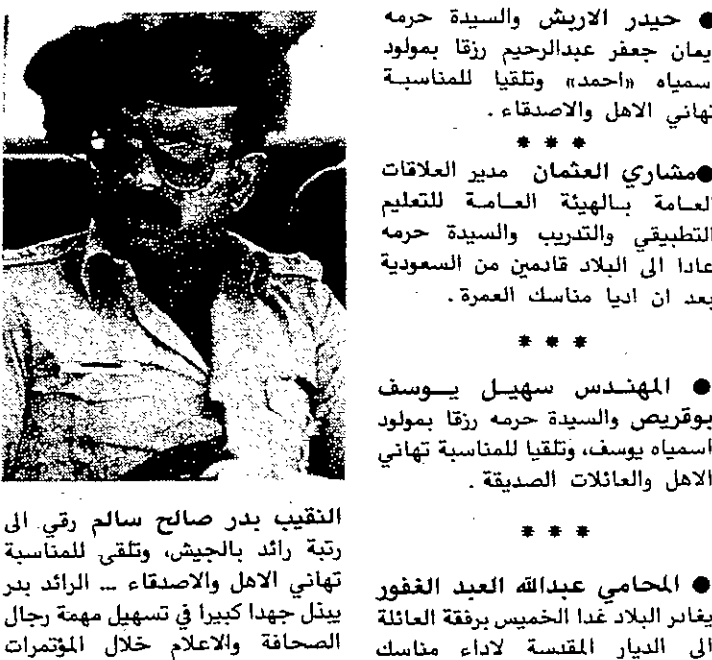 ● حيدر الاربش والسيدة حرمه
يمان جعفر عبدالرحيم رزقا بمولود
اسمياه «احمد» وتلقيا للمناسبة
تهاني الاهل والاصدقاء .
* * *
● مشاري العثمان مدير العلاقات
العامة بالهيئة العامة للتعليم
التطبيقي والتدريب والسيدة حرمه
عادا الى البلاد قادمين من السعودية
بعد ان اديا مناسك العمرة .
* * *
● المهندس سهيل يوسف
بوقريص والسيدة حرمه رزقا بمولود
اسمياه يوسف، وتلقيا للمناسبة تهاني
الاهل والعائلات الصديقة .
* * *
● المحامي عبدالله العبد الغفور
يغادر البلاد غدا الخميس برفقة العائلة
الى الديار المقدسة لاداء مناسك
النقيب بدر صالح سالم رقي الى
رتبة رائد بالجيش، وتلقى للمناسبة
تهاني الاهل والاصدقاء ... الرائد بدر
يبذل جهدا كبيرا في تسهيل مهمة رجال
الصحافة والاعلام خلال المؤتمرات